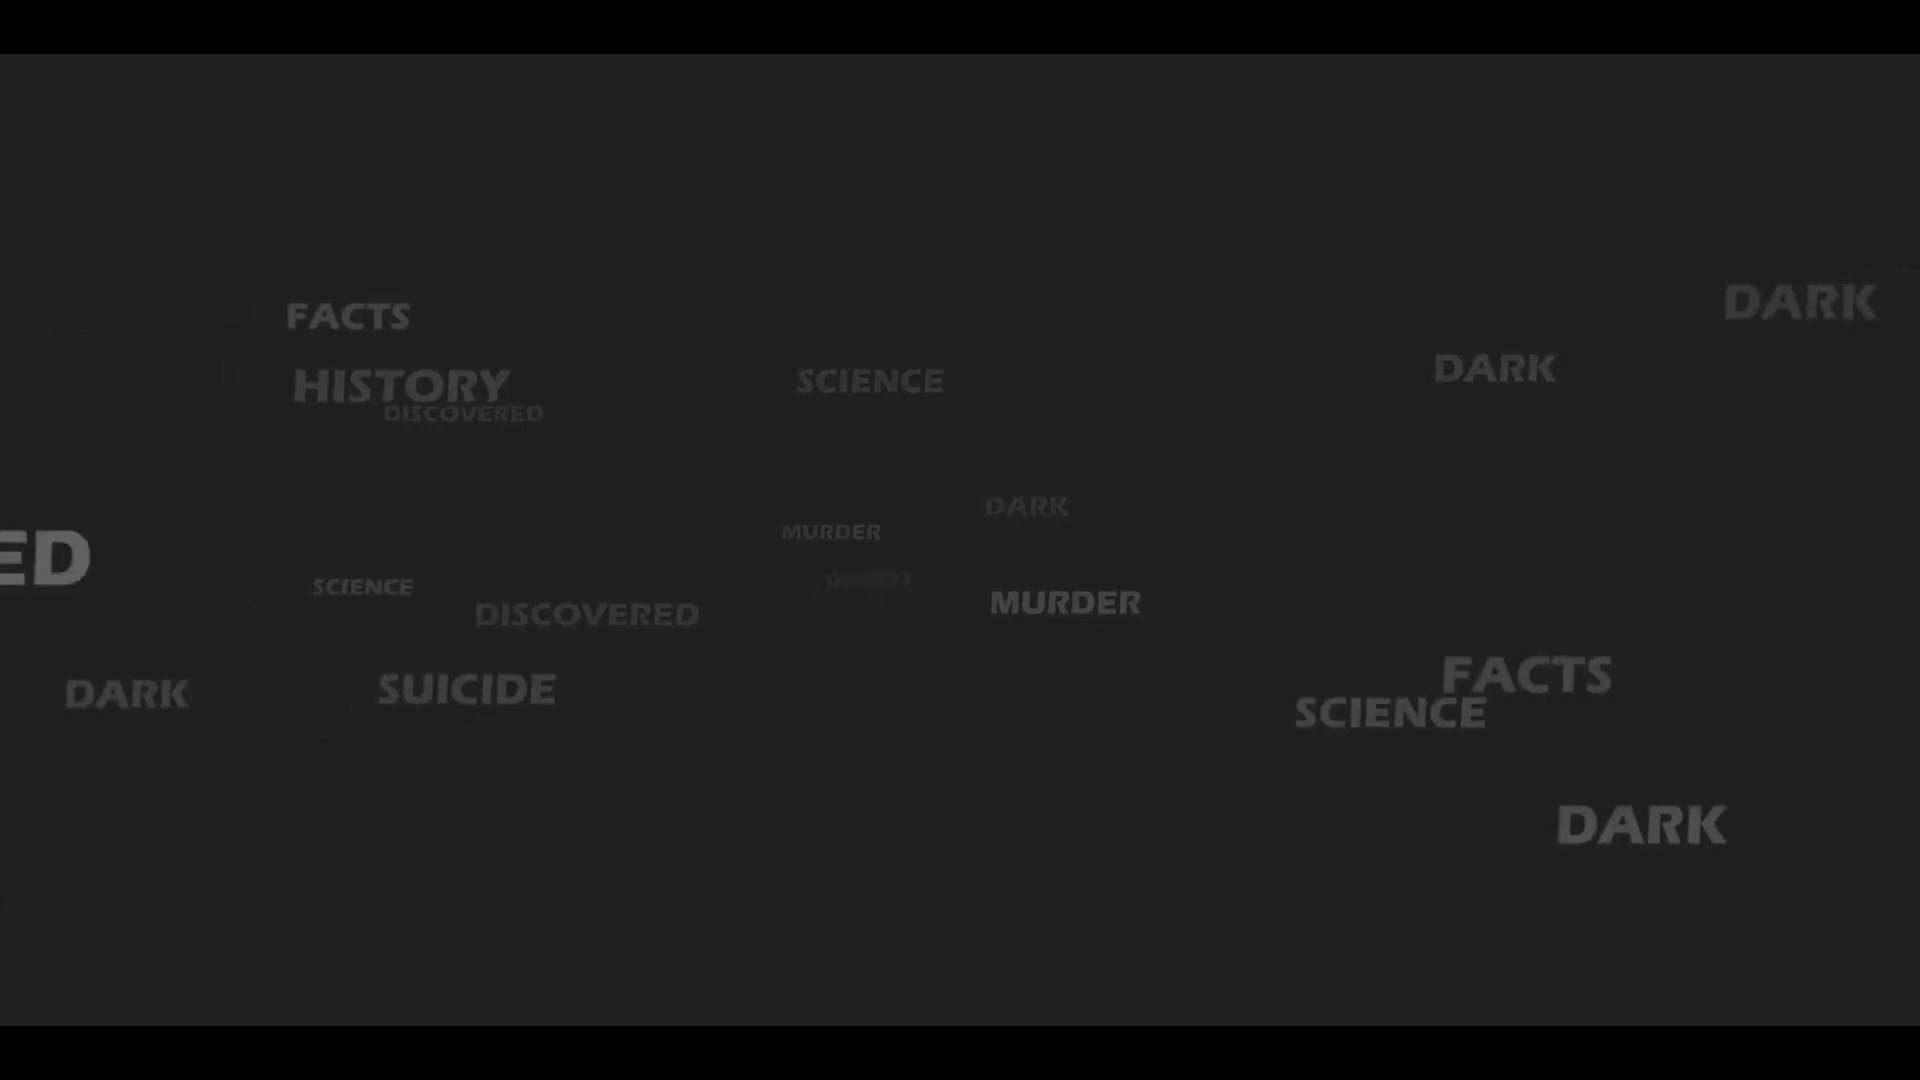 DARK
FACTS
DARK
SCIENCE
HISTORY
DISCOVERED
DARK
MURDER
ED
SCIENCE
MURDER
DISCOVERED
FACTS
SUICIDE
DARK
SCIENCE
DARK